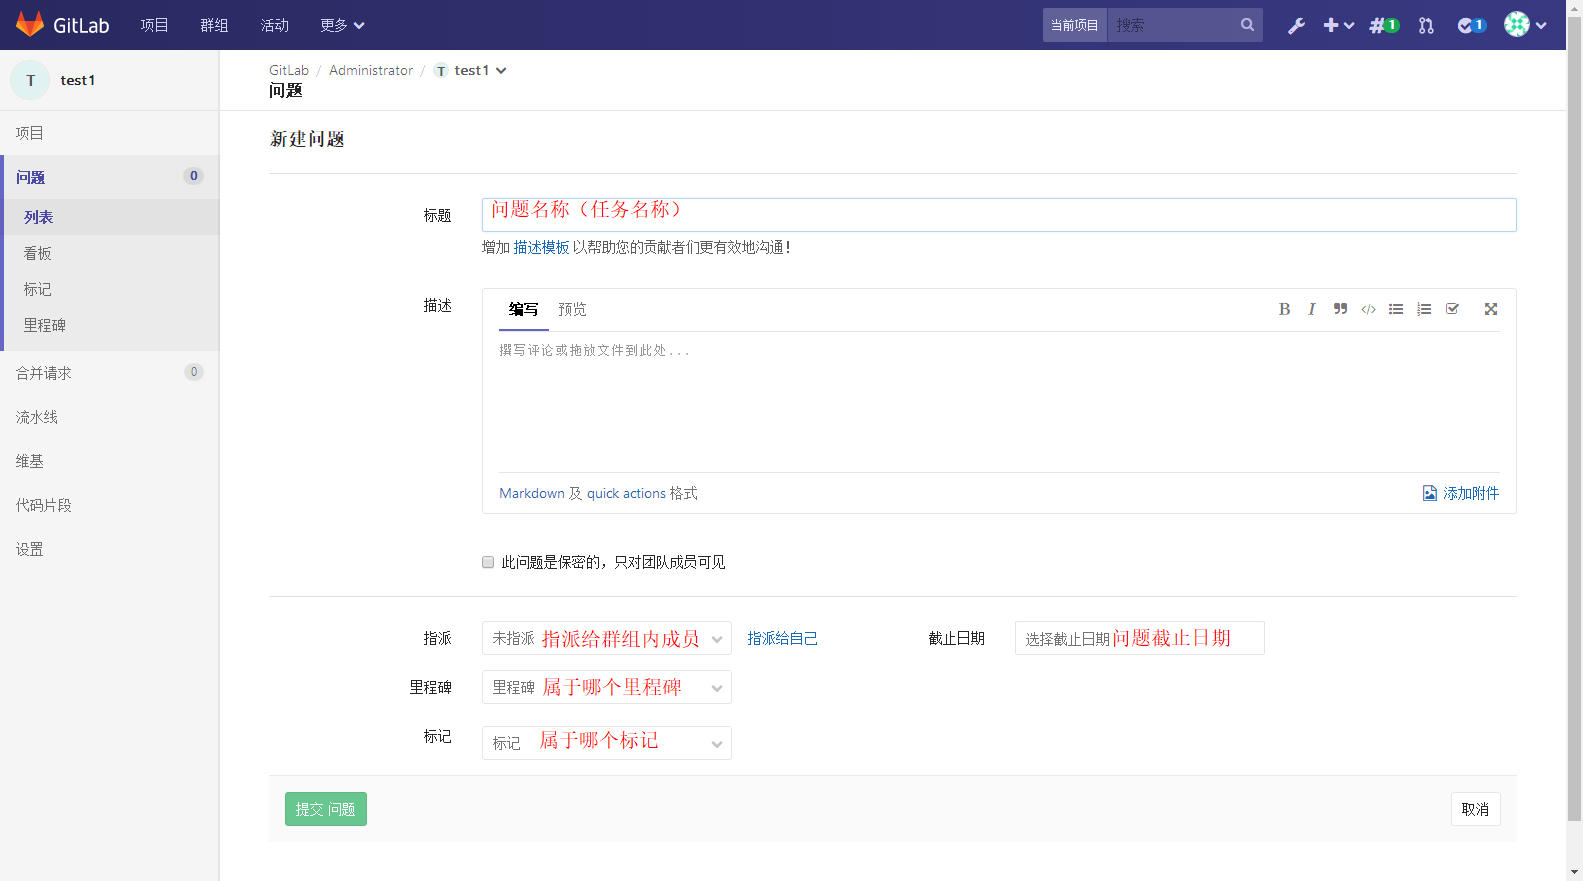 GitLab 项目 群组 活动 更多 当前项目 搜索 1 1
T test1
GitLab / Administrator / T test1
问题
项目
问题 0
列表
看板
标记
里程碑
合并请求 0
流水线
维基
代码片段
设置
新建问题
标题 问题名称（任务名称）
增加 描述模板 以帮助您的贡献者们更有效地沟通！
描述 编写 预览 B I
撰写评论或拖放文件到此处...
Markdown 及 quick actions 格式 添加附件
此问题是保密的，只对团队成员可见
指派 未指派 指派给群组内成员 指派给自己 截止日期 选择截止日期 问题截止日期
里程碑 里程碑 属于哪个里程碑
标记 标记 属于哪个标记
提交 问题 取消